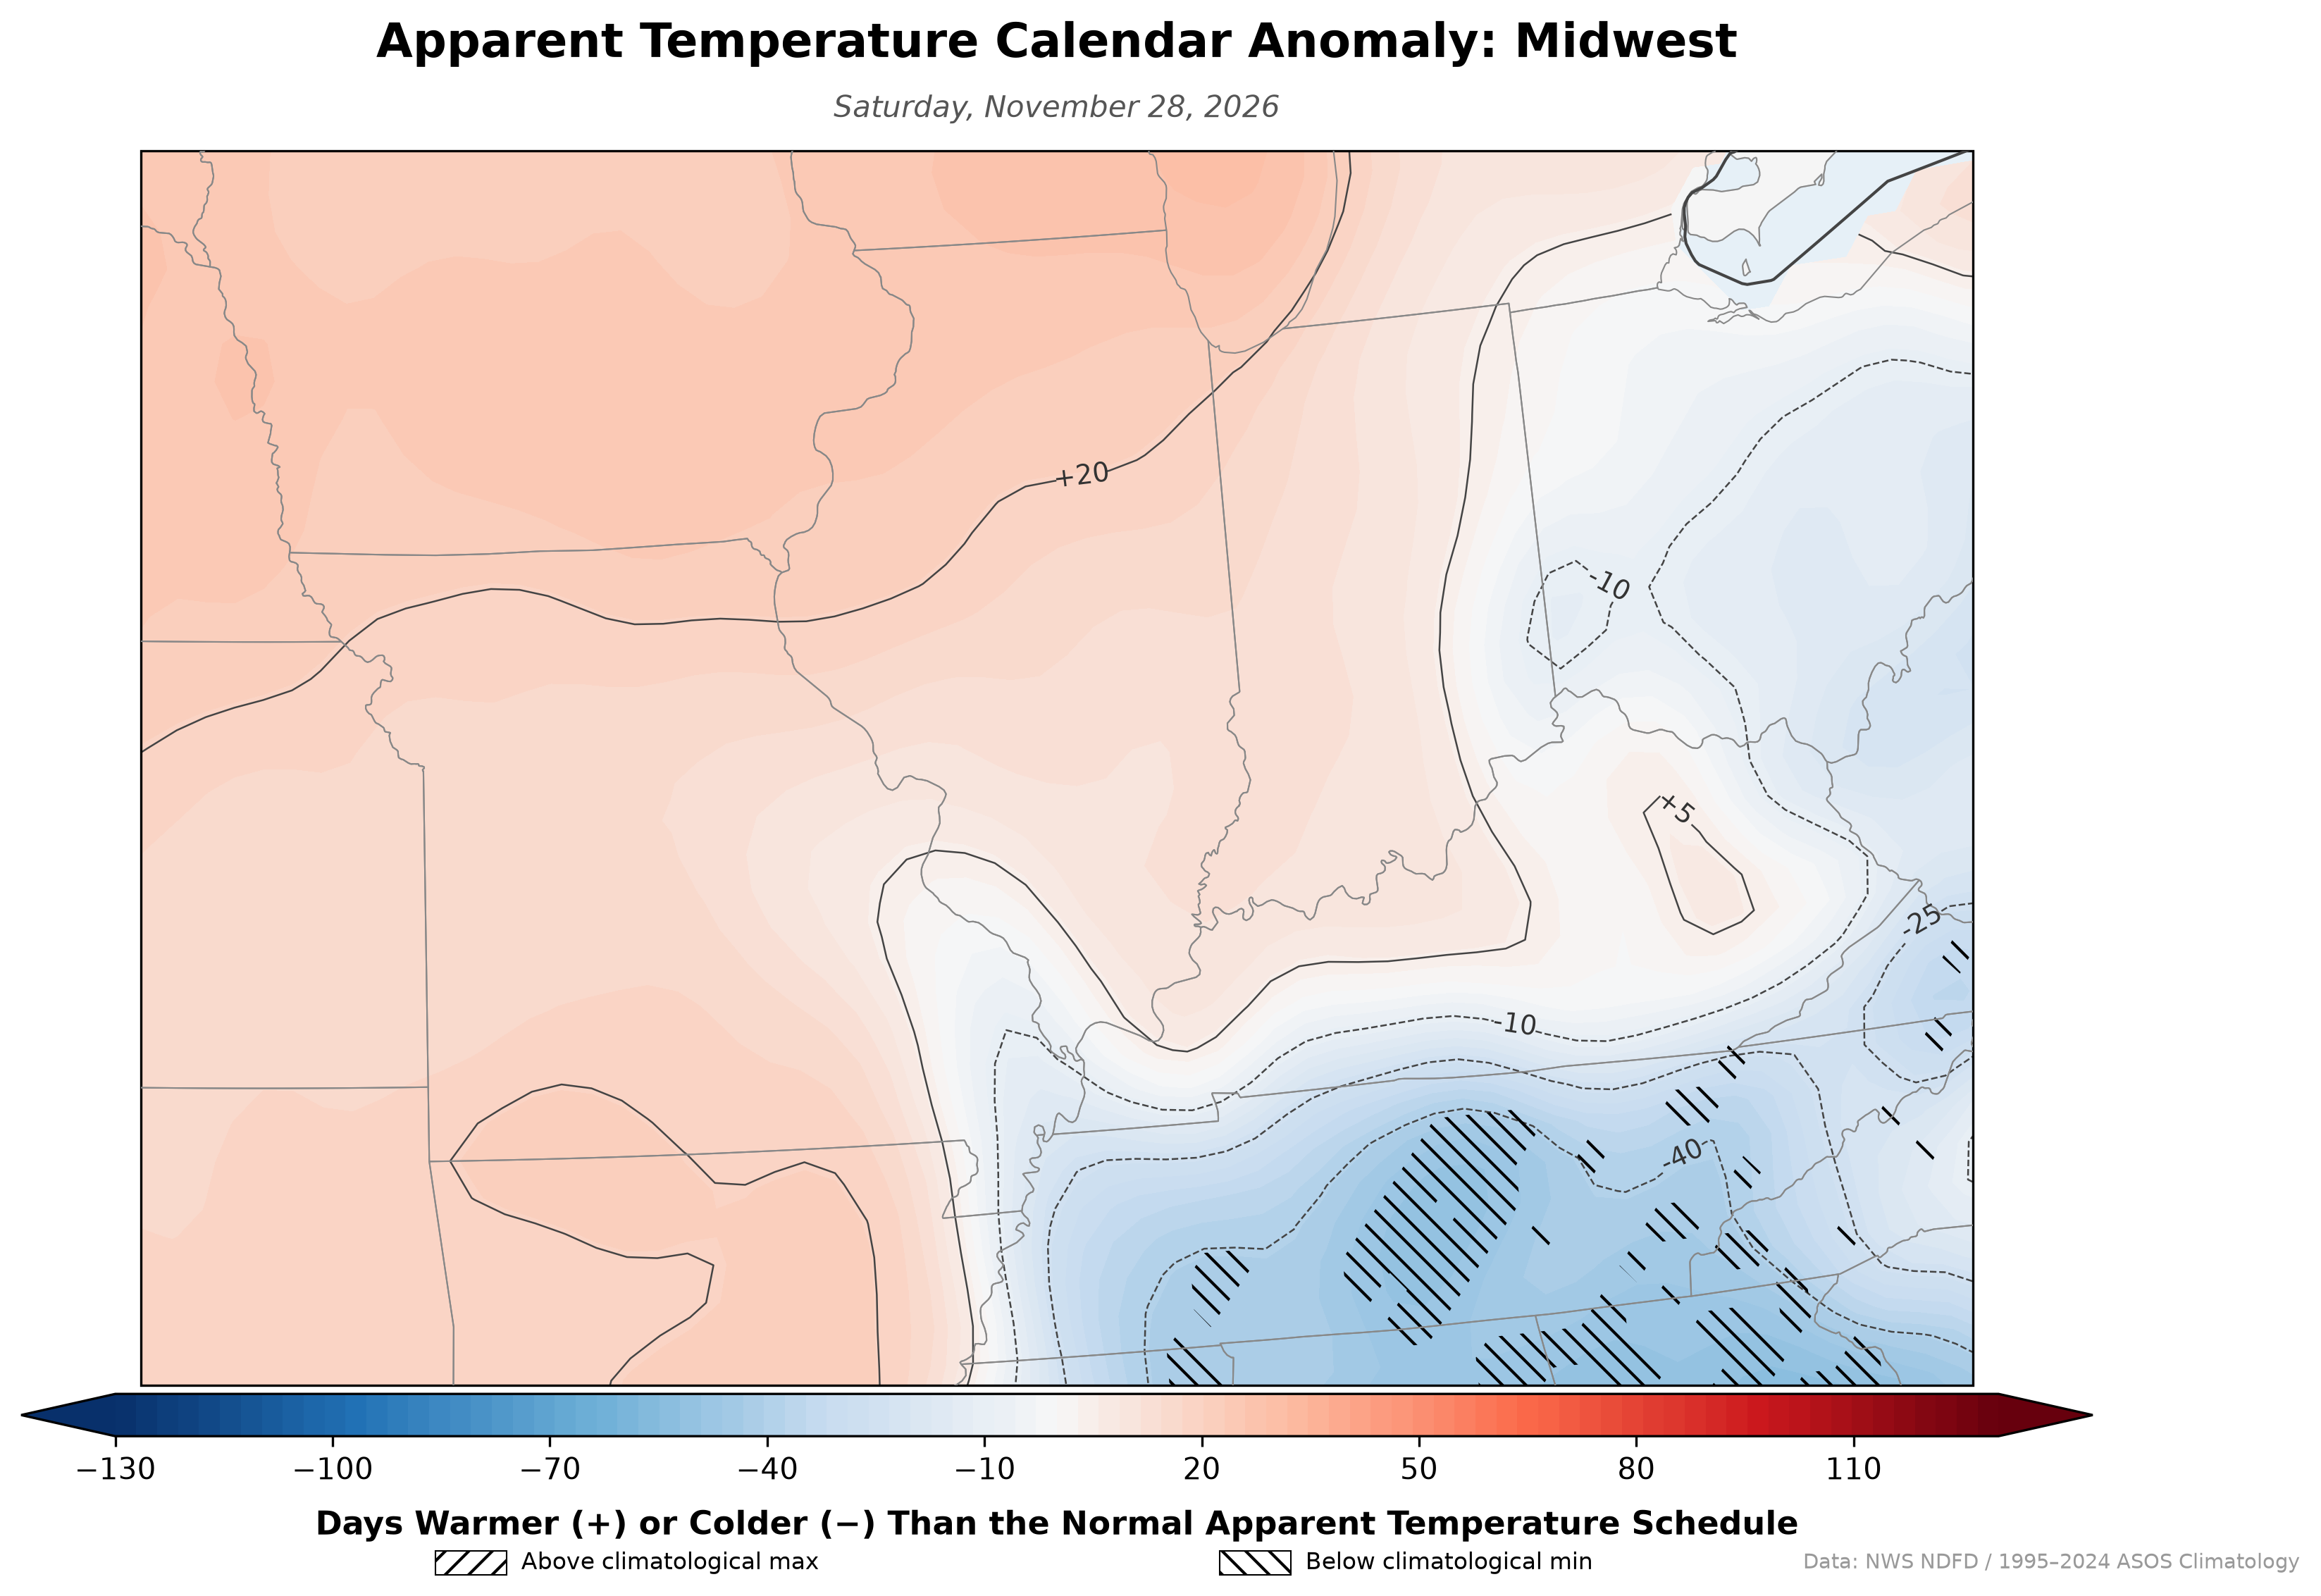 Apparent Temperature Calendar Anomaly: Midwest
Saturday, November 28, 2026
+20
-10
+5
-25
-10
-40
−130 −100 −70 −40 −10 20 50 80 110
Days Warmer (+) or Colder (−) Than the Normal Apparent Temperature Schedule
Above climatological max Below climatological min Data: NWS NDFD / 1995–2024 ASOS Climatology